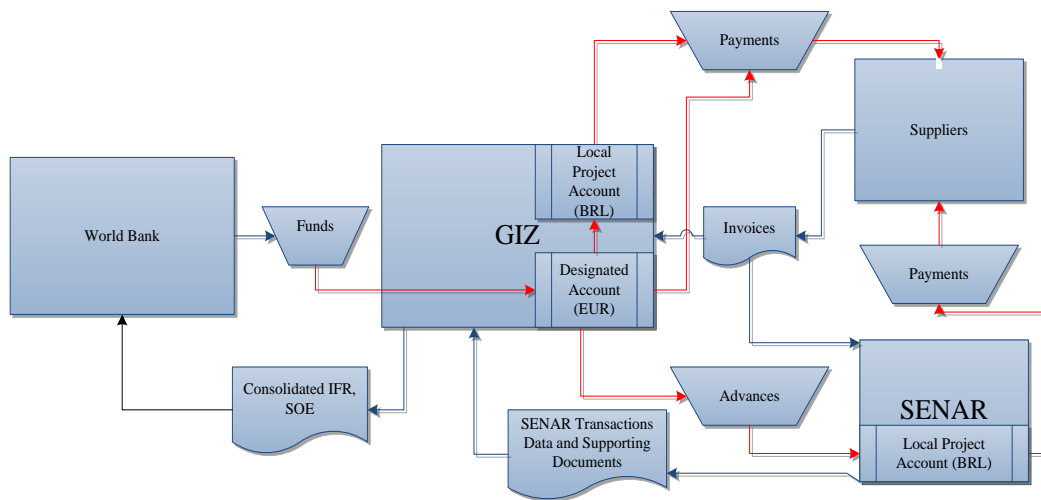 Payments
Suppliers
Local
Project
Account
(BRL)
World Bank
Funds
GIZ
Invoices
Designated
Account
(EUR)
Payments
Consolidated IFR,
SOE
Advances
SENAR
SENAR Transactions
Data and Supporting
Documents
Local Project
Account (BRL)